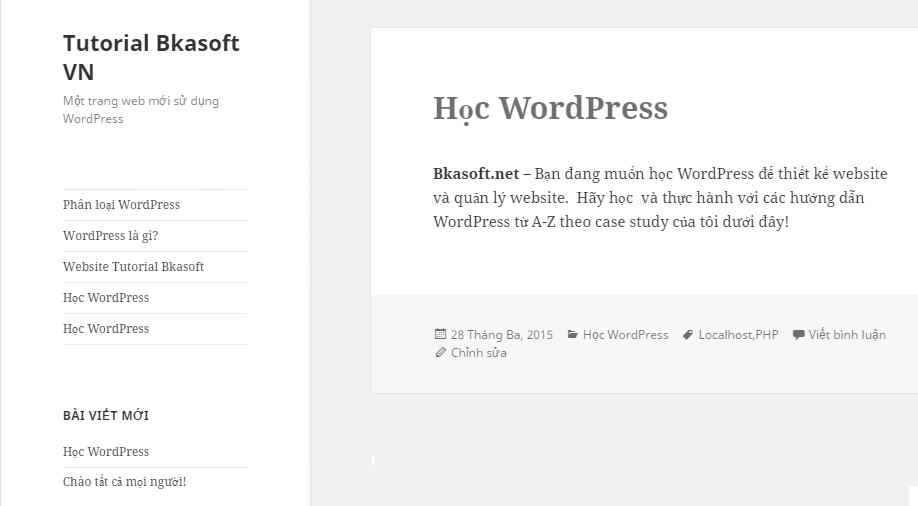 Tutorial Bkasoft
VN
Một trang web mới sử dụng
WordPress
Phân loại WordPress
WordPress là gì?
Website Tutorial Bkasoft
Học WordPress
Học WordPress
BÀI VIẾT MỚI
Học WordPress
Chào tất cả mọi người!
Học WordPress
Bkasoft.net – Bạn đang muốn học WordPress để thiết kế website
và quản lý website.  Hãy học  và thực hành với các hướng dẫn
WordPress từ A-Z theo case study của tôi dưới đây!
28 Tháng Ba, 2015 Học WordPress Localhost,PHP Viết bình luận
Chỉnh sửa